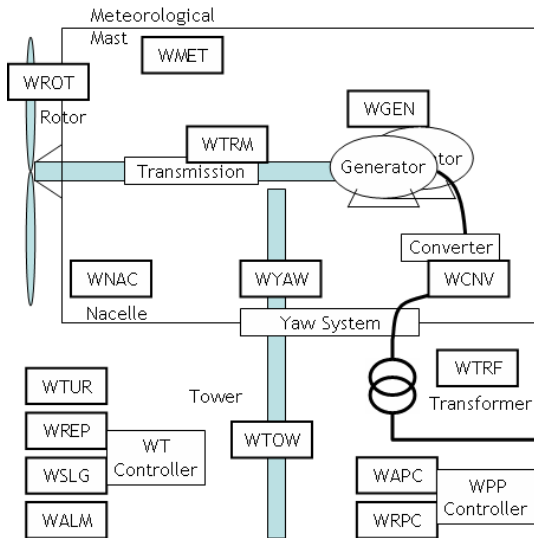 Meteorological
Mast
WMET
WROT
Rotor
WGEN
WTRM
Transmission
Generator
tor
Converter
WNAC
WYAW
WCNV
Nacelle
Yaw System
WTUR
WTRF
Tower
Transformer
WREP
WT
Controller
WTOW
WSLG
WAPC
WPP
Controller
WALM
WRPC